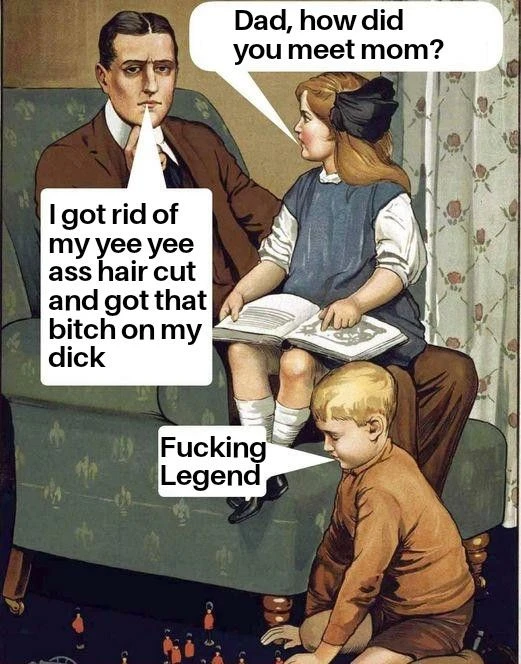 Dad, how did
you meet mom?
I got rid of
my yee yee
ass hair cut
and got that
bitch on my
dick
Fucking
Legend